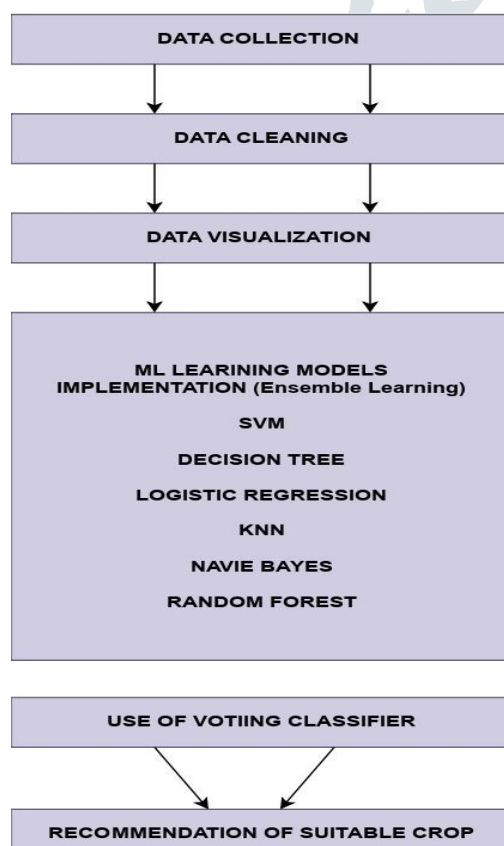 DATA COLLECTION
DATA CLEANING
DATA VISUALIZATION
ML LEARINING MODELS
IMPLEMENTATION (Ensemble Learning)
SVM
DECISION TREE
LOGISTIC REGRESSION
KNN
NAVIE BAYES
RANDOM FOREST
USE OF VOTIING CLASSIFIER
RECOMMENDATION OF SUITABLE CROP